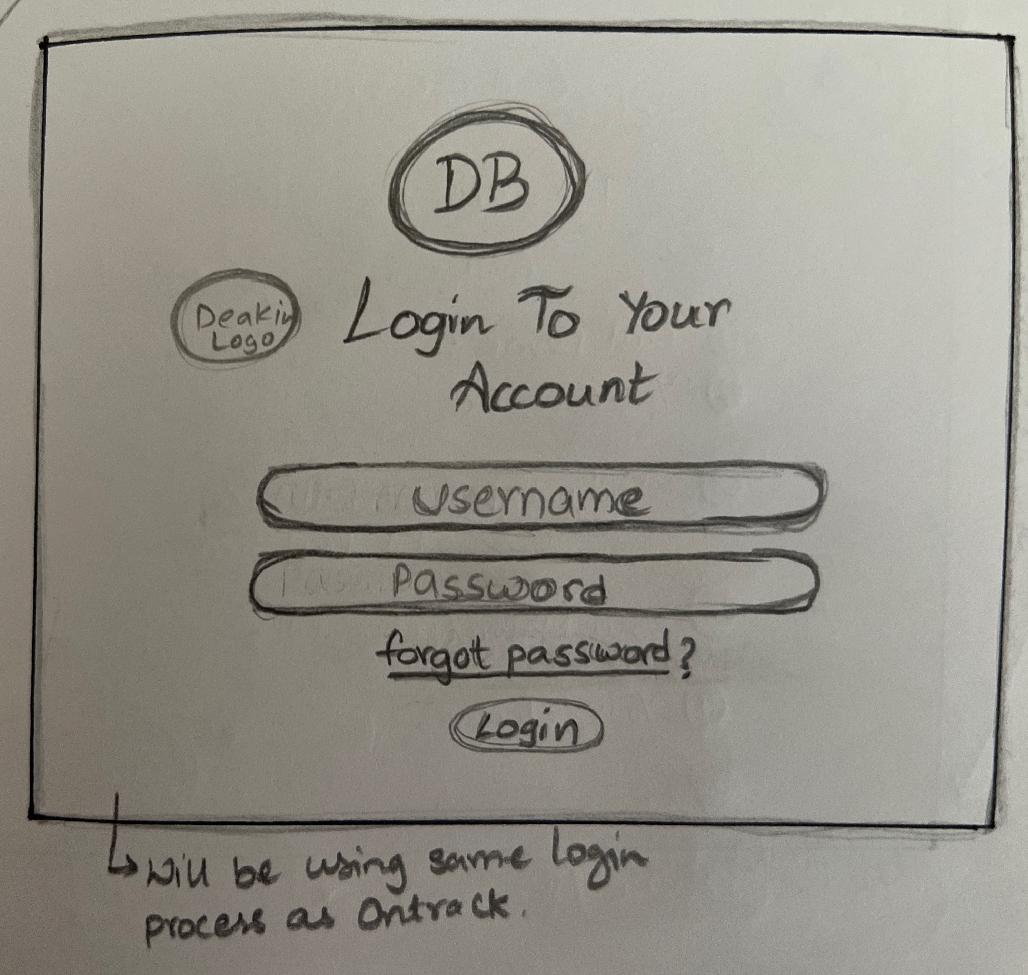 DB
Deakin
Logo
Login To Your
Account
username
Password
forgot password?
Login
will be using same login
process as Ontrack.